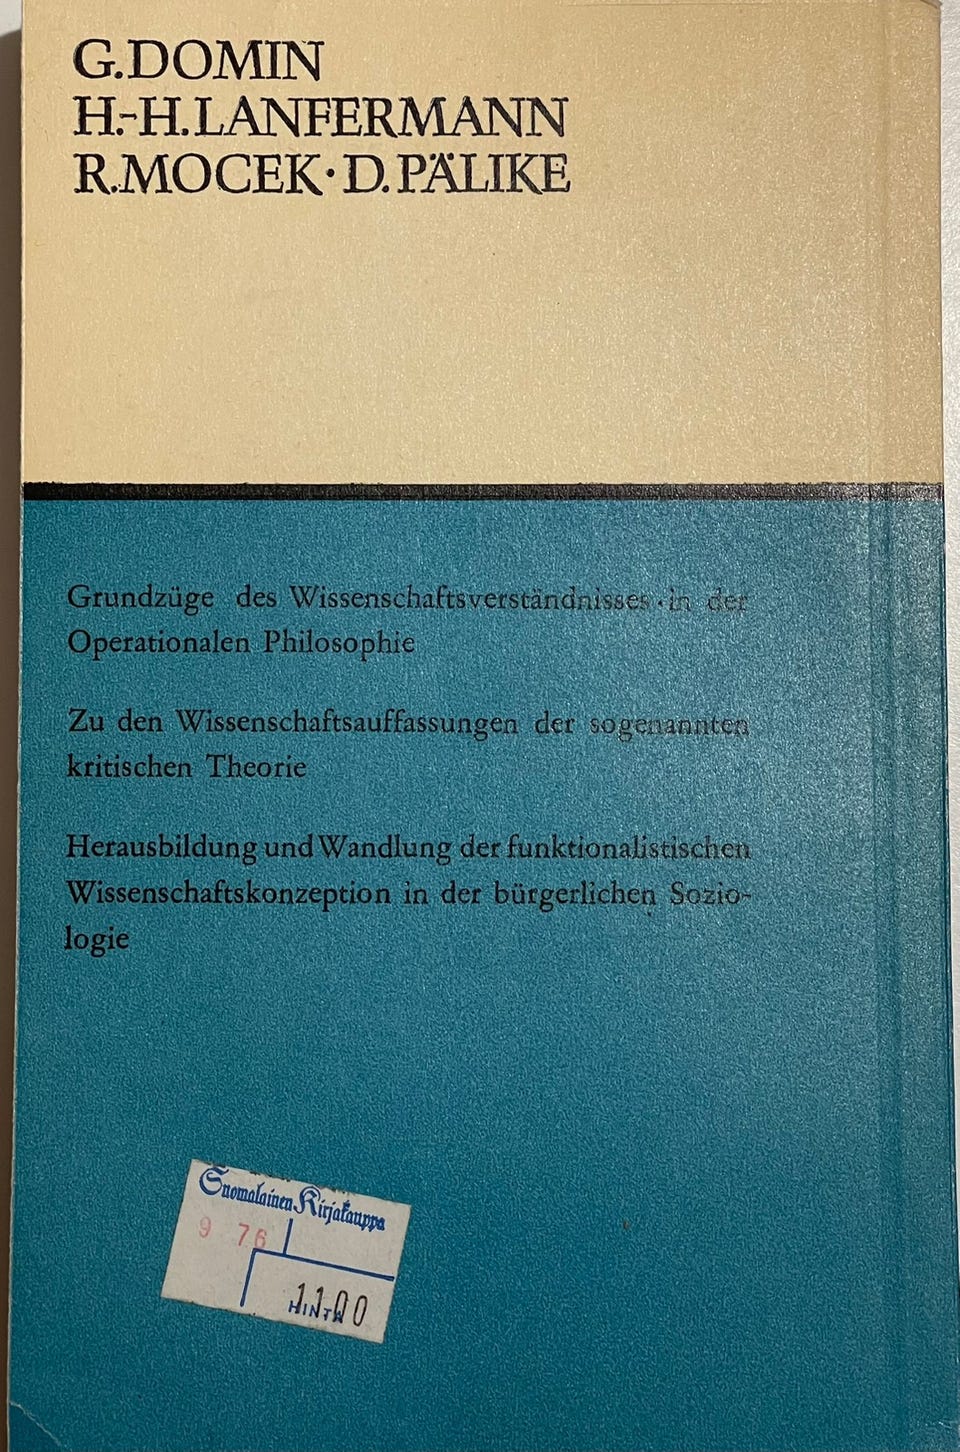 G.DOMIN
H.-H.LANFERMANN
R.MOCEK·D.PÄLIKE
Grundzüge des Wissenschaftsverständnisses·in der
Operationalen Philosophie
Zu den Wissenschaftsauffassungen der sogenannten
kritischen Theorie
Herausbildung und Wandlung der funktionalistischen
Wissenschaftskonzeption in der bürgerlichen Sozio-
logie
Suomalainen Kirjakauppa
9 76
11.00
HINTA